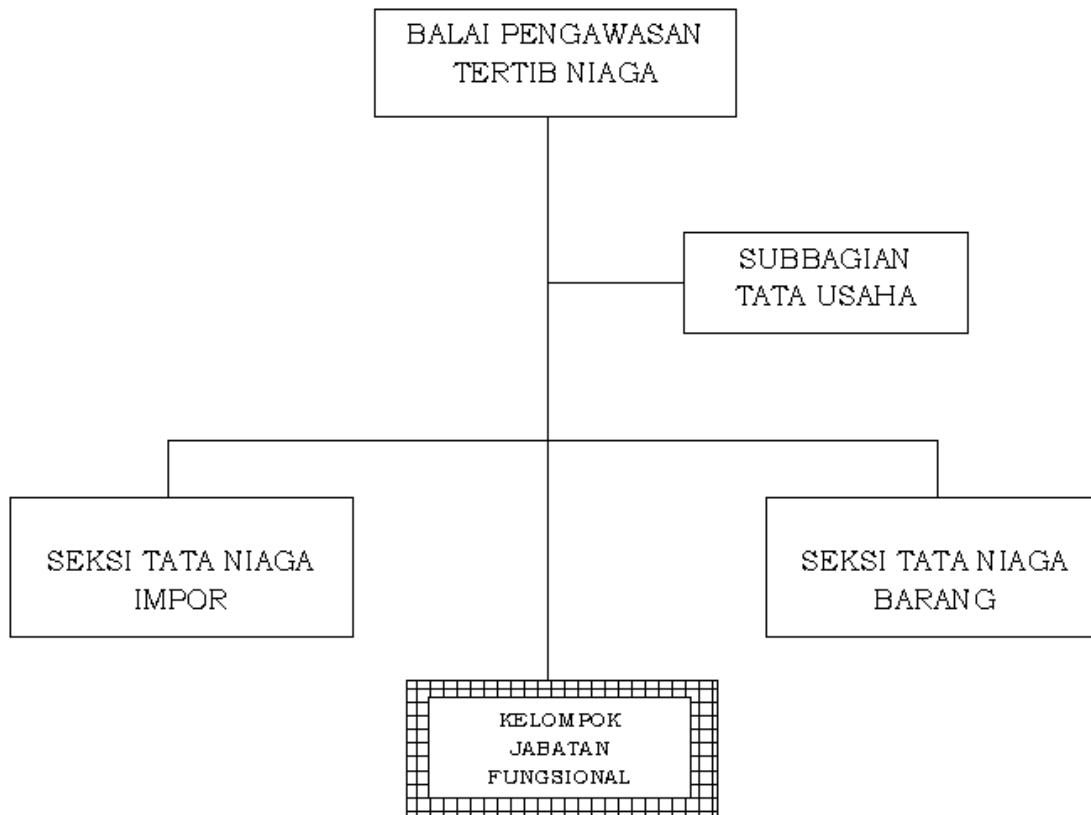 BALAI PENGAWASAN
TERTIB NIAGA
SUBBAGIAN
TATA USAHA
SEKSI TATA NIAGA
IMPOR
SEKSI TATA NIAGA
BARANG
KELOMPOK
JABATAN
FUNGSIONAL